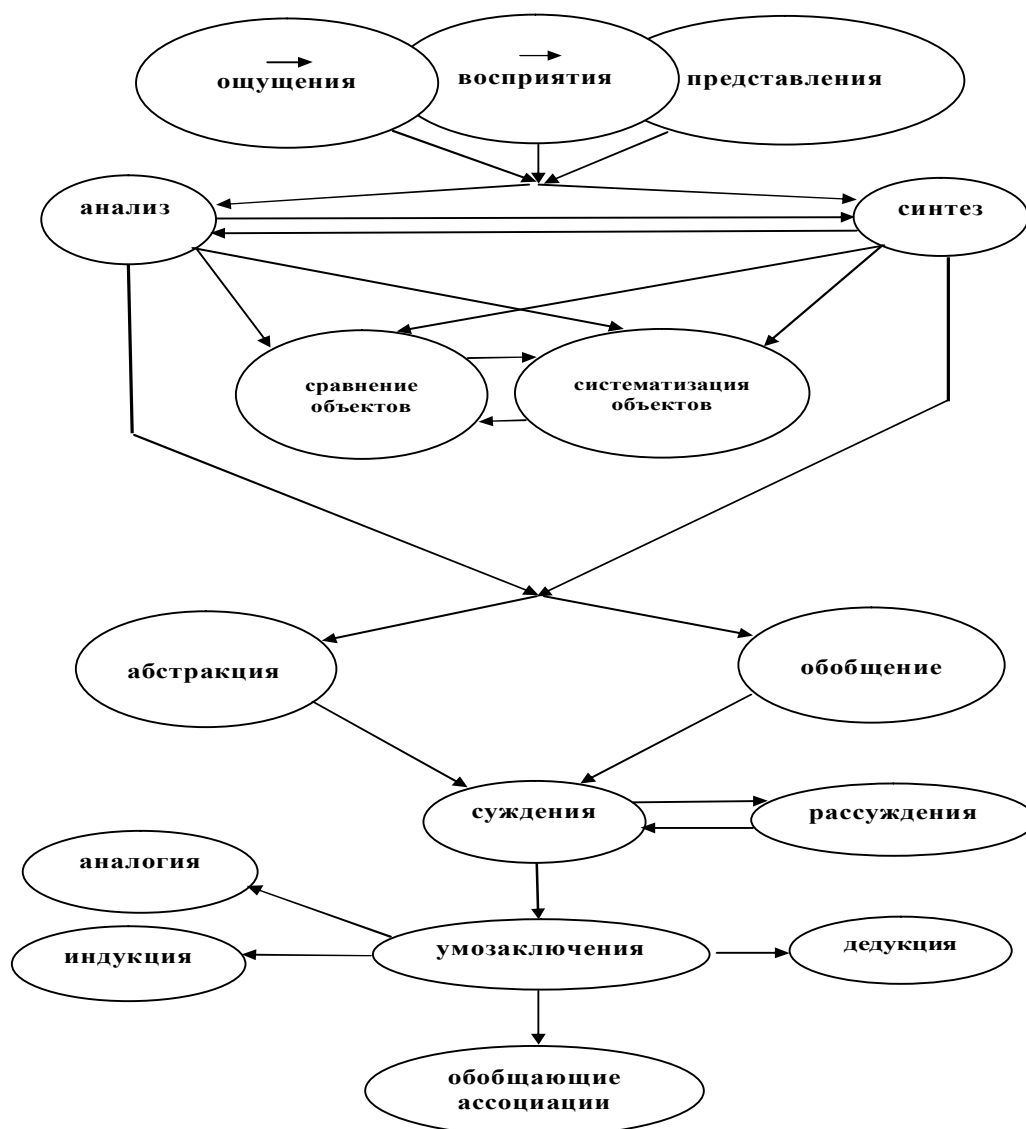 ощущения
восприятия
представления
анализ
синтез
сравнение
объектов
систематизация
объектов
абстракция
обобщение
суждения
рассуждения
аналогия
умозаключения
дедукция
индукция
обобщающие
ассоциации